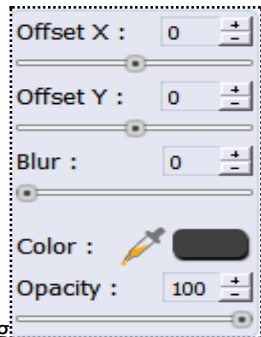 Offset X : 0
Offset Y : 0
Blur : 0
Color :
Opacity : 100
g